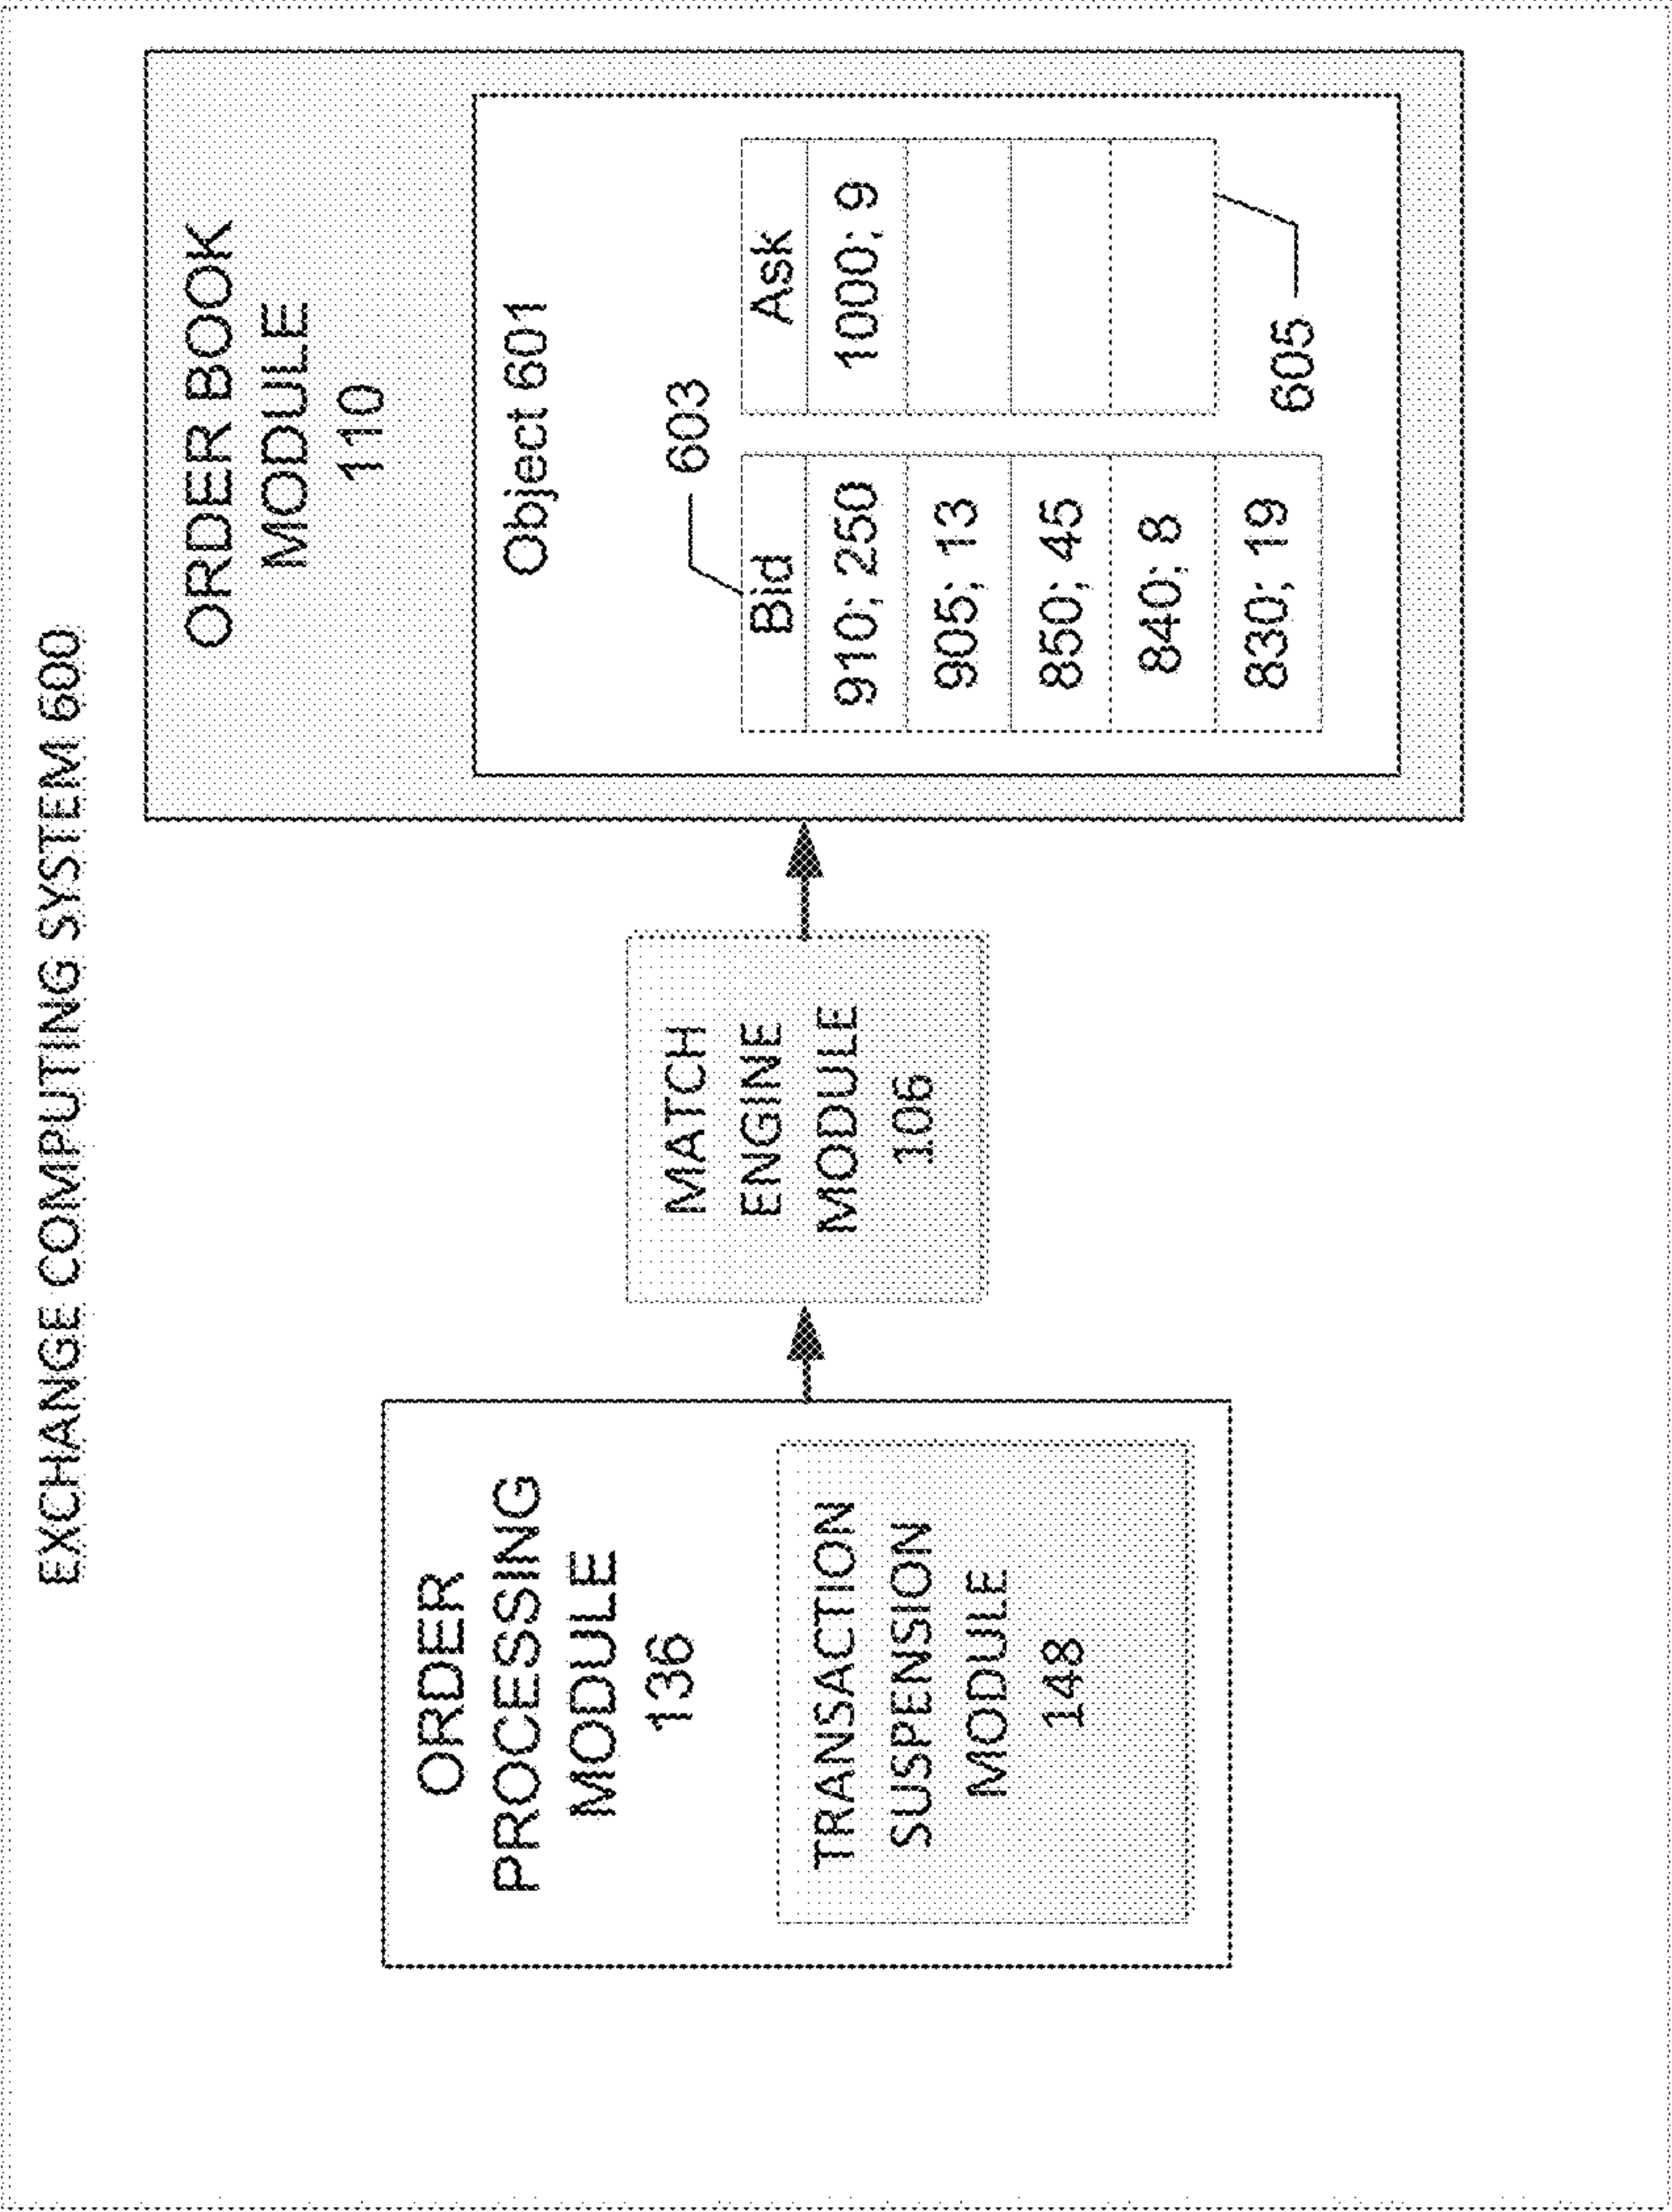 EXCHANGE COMPUTING SYSTEM 600
ORDER
PROCESSING
MODULE
136
TRANSACTION
SUSPENSION
MODULE
148
MATCH
ENGINE
MODULE
106
ORDER BOOK
MODULE
110
Object 601
603
Bid
910; 250
905; 13
850; 45
840; 8
830; 19
Ask
1000; 9
605